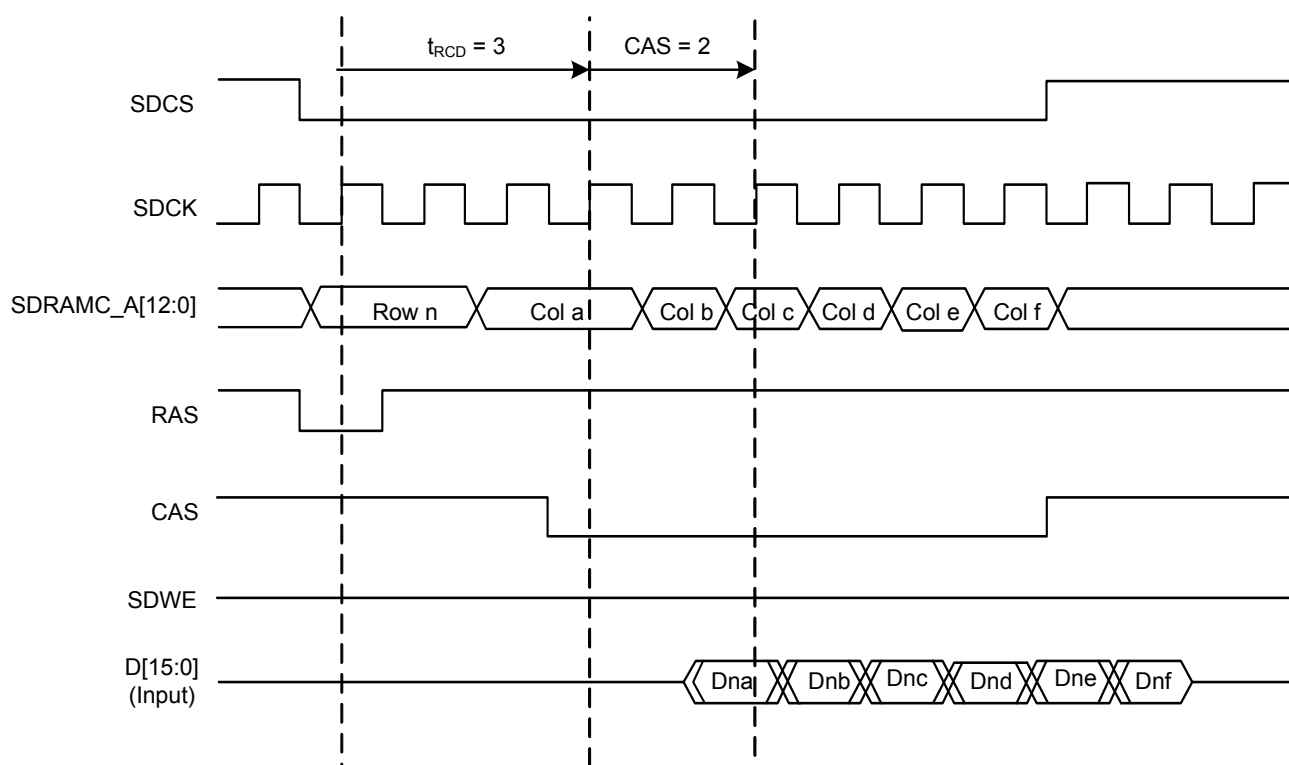 t_RCD = 3 CAS = 2
SDCS
SDCK
SDRAMC_A[12:0] Row n Col a Col b Col c Col d Col e Col f
RAS
CAS
SDWE
D[15:0]
(Input)
Dna Dnb Dnc Dnd Dne Dnf